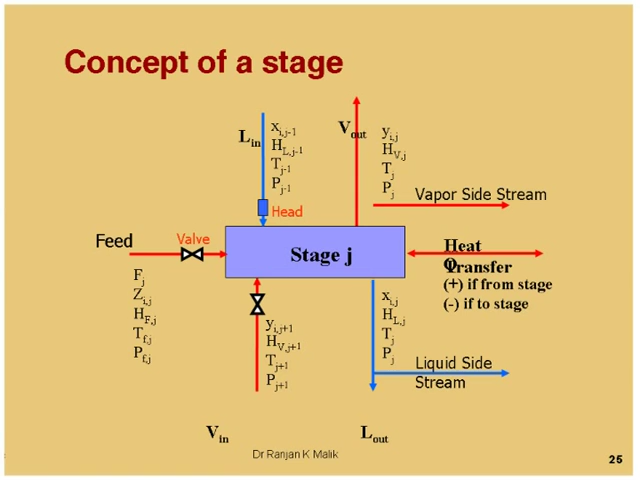 Concept of a stage
L_in
x_i,j-1
H_L,j-1
T_j-1
P_j-1
Head
V_out
y_i,j
H_V,j
T_j
P_j
Vapor Side Stream
Feed
Valve
F_j
Z_i,j
H_F,j
T_f,j
P_f,j
Stage j
Heat
Q
Transfer
(+) if from stage
(-) if to stage
y_i,j+1
H_V,j+1
T_j+1
P_j+1
x_i,j
H_L,j
T_j
P_j
Liquid Side
Stream
V_in
L_out
Dr Ranjan K Malik
25